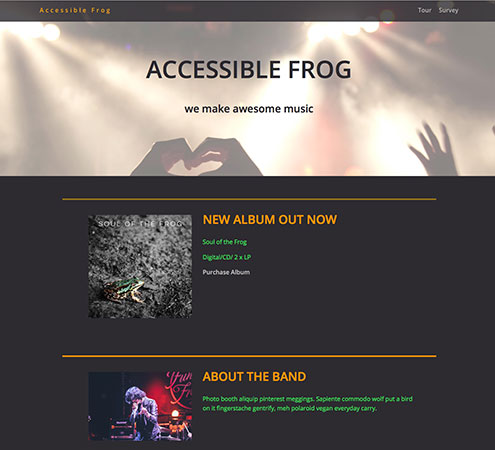 Accessible Frog
Tour Survey
ACCESSIBLE FROG
we make awesome music
SOUL OF THE FROG
NEW ALBUM OUT NOW
Soul of the Frog
Digital/CD/ 2 x LP
Purchase Album
ABOUT THE BAND
Photo booth aliquip pinterest meggings. Sapiente commodo wolf put a bird
on it fingerstache gentrify, meh polaroid vegan everyday carry.